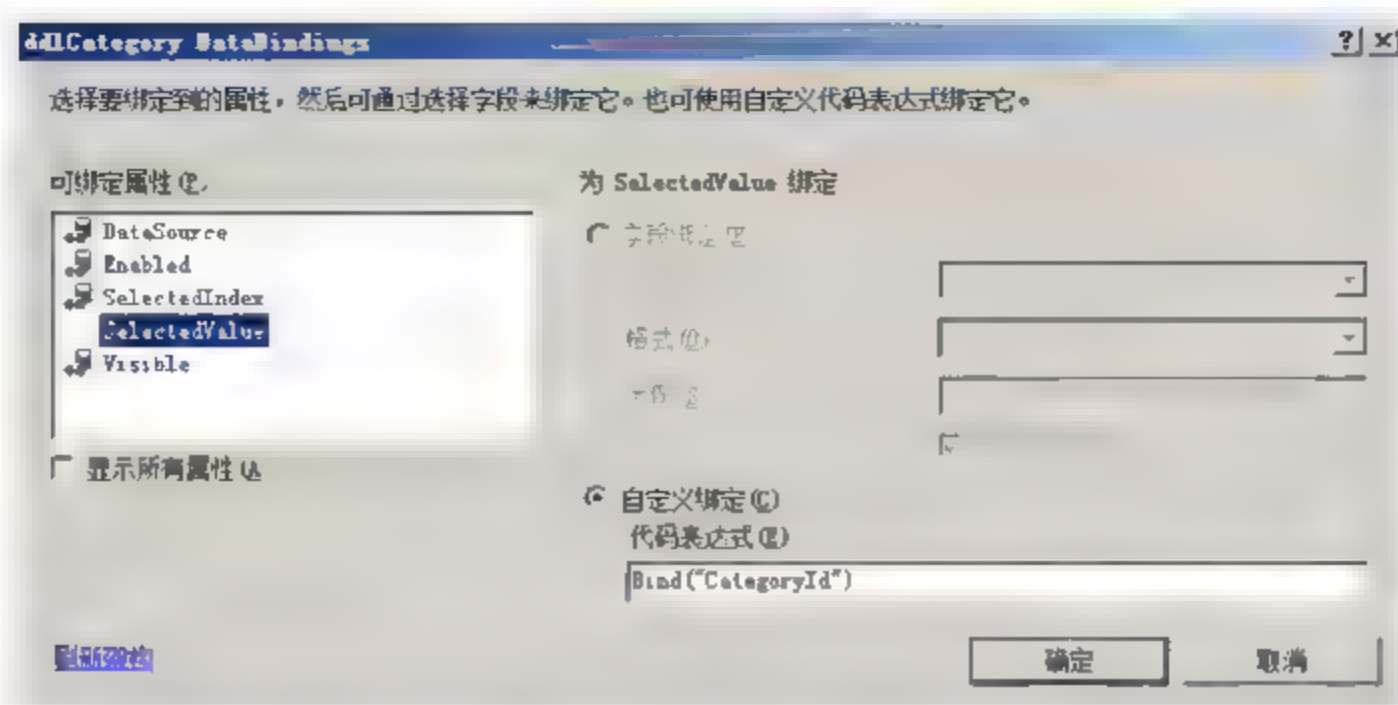 ddlCategory DataBindings
选择要绑定到的属性，然后可通过选择字段来绑定它。也可使用自定义代码表达式绑定它。
可绑定属性(P)
DataSource
Enabled
SelectedIndex
SelectedValue
Visible
显示所有属性(A
为 SelectedValue 绑定
字段绑定
格式(O)
自定义绑定(C)
代码表达式(E)
Bind("CategoryId")
确定
取消